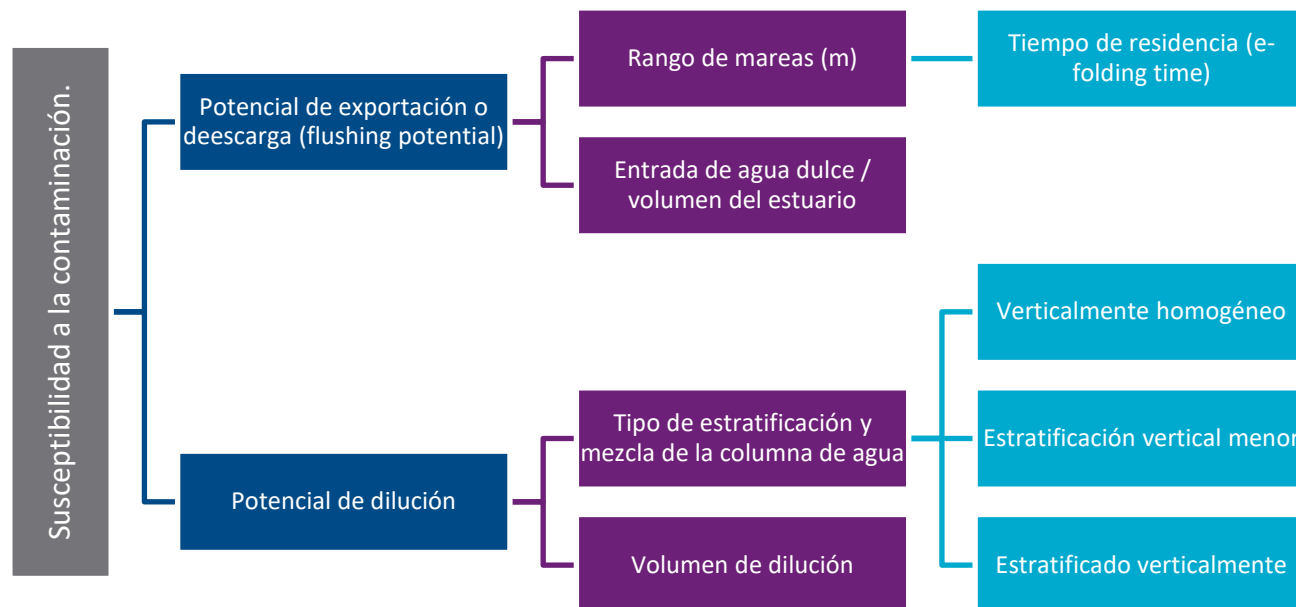 Susceptibilidad a la contaminación.
Potencial de exportación o
deescarga (flushing potential)
Rango de mareas (m)
Tiempo de residencia (e-
folding time)
Entrada de agua dulce /
volumen del estuario
Potencial de dilución
Tipo de estratificación y
mezcla de la columna de agua
Verticalmente homogéneo
Estratificación vertical menor
Estratificado verticalmente
Volumen de dilución